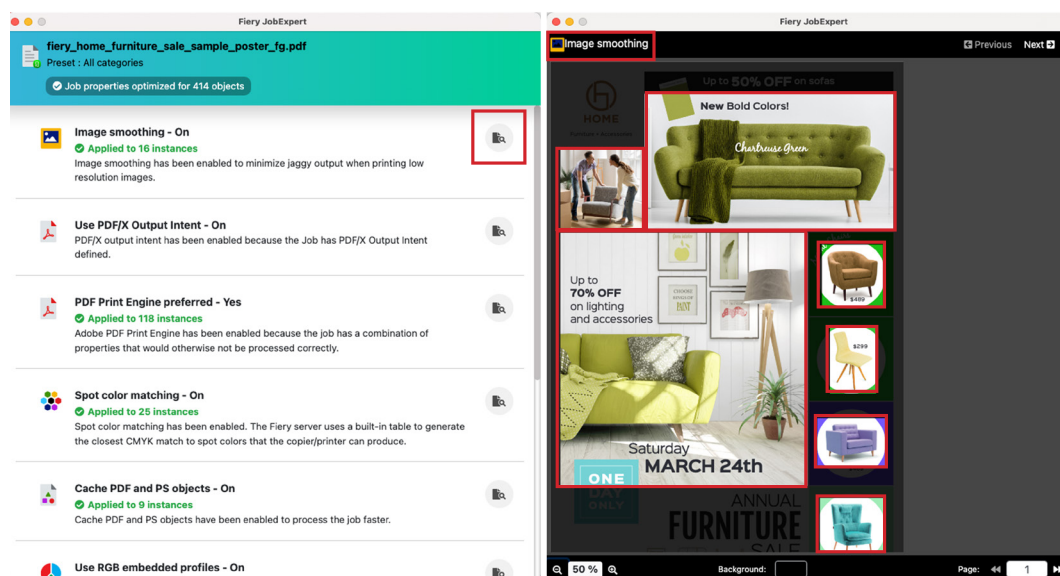 Fiery JobExpert
fiery_home_furniture_sale_sample_poster_fg.pdf
Preset : All categories
Job properties optimized for 414 objects
Image smoothing - On
Applied to 16 instances
Image smoothing has been enabled to minimize jaggy output when printing low
resolution images.
Use PDF/X Output Intent - On
PDF/X output intent has been enabled because the Job has PDF/X Output Intent
defined.
PDF Print Engine preferred - Yes
Applied to 118 instances
Adobe PDF Print Engine has been enabled because the job has a combination of
properties that would otherwise not be processed correctly.
Spot color matching - On
Applied to 25 instances
Spot color matching has been enabled. The Fiery server uses a built-in table to generate
the closest CMYK match to spot colors that the copier/printer can produce.
Cache PDF and PS objects - On
Applied to 9 instances
Cache PDF and PS objects have been enabled to process the job faster.
Use RGB embedded profiles - On
Fiery JobExpert
Image smoothing
Previous Next
Up to 50% OFF on sofas
HOME
New Bold Colors!
Chartreuse Green
Up to
70% OFF
on lighting
and accessories
$489
$299
Saturday
MARCH 24th
ONE
DAY
ONLY
ANNUAL
FURNITURE
SALE
50 %
Background:
Page: 1